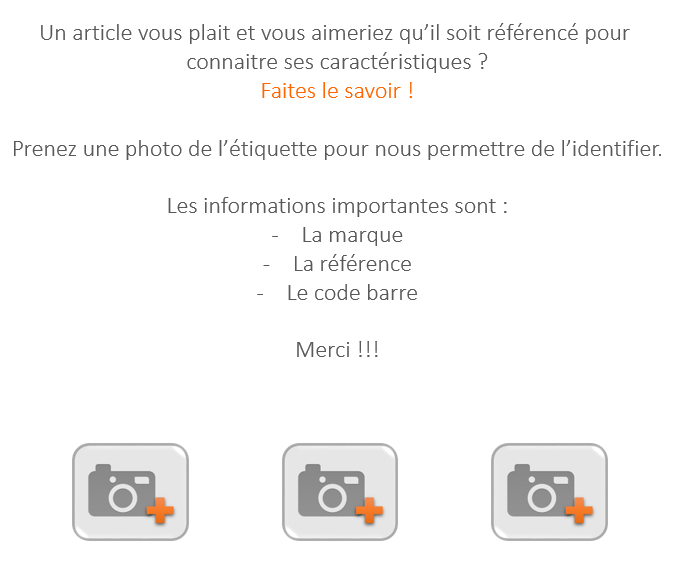 Un article vous plait et vous aimeriez qu’il soit référencé pour
connaitre ses caractéristiques ?
Faites le savoir !
Prenez une photo de l’étiquette pour nous permettre de l’identifier.
Les informations importantes sont :
- La marque
- La référence
- Le code barre
Merci !!!